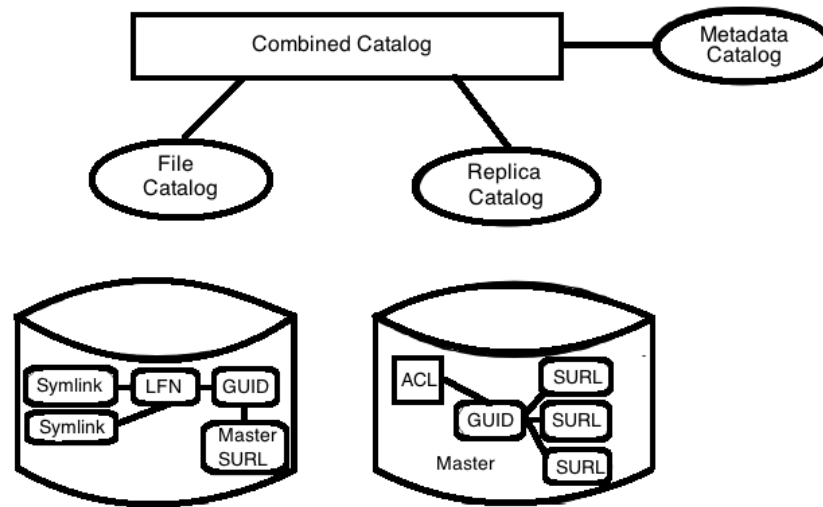 Combined Catalog
Metadata
Catalog
File
Catalog
Replica
Catalog
Symlink
LFN
GUID
Symlink
Master
SURL
ACL
SURL
GUID
SURL
Master
SURL